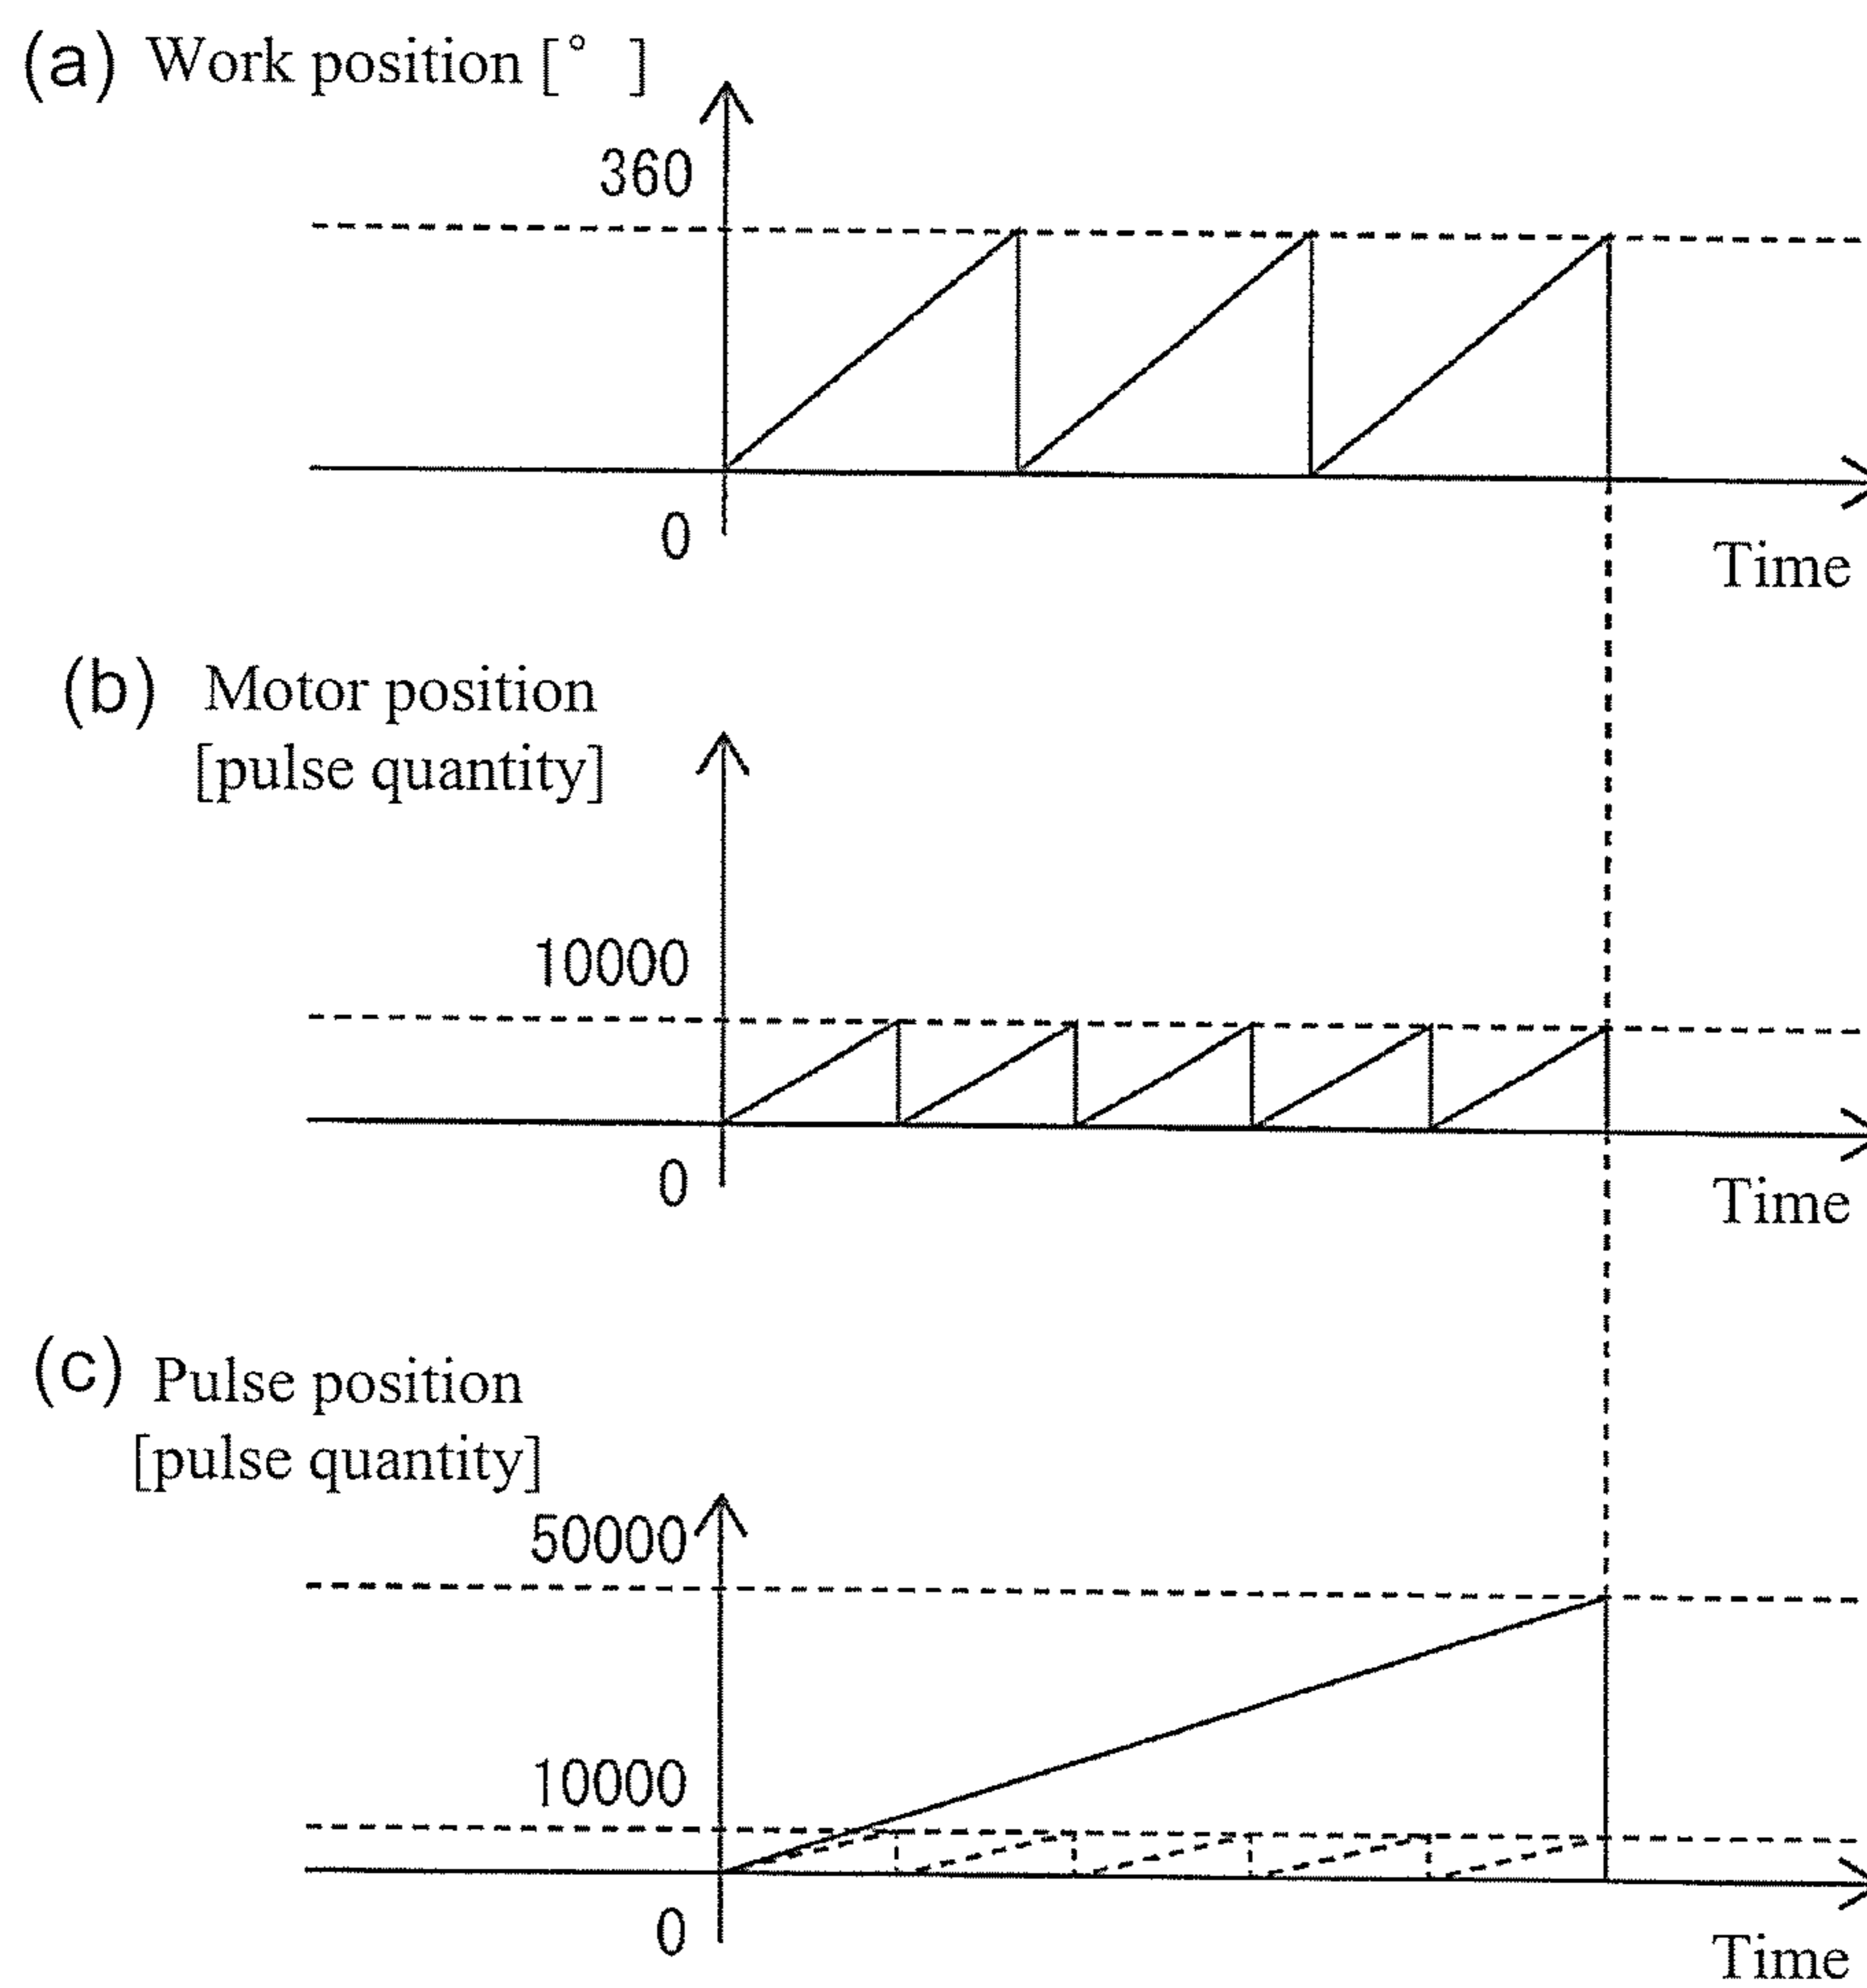 (a) Work position [° ]
360
0
Time
(b) Motor position
[pulse quantity]
10000
0
Time
(c) Pulse position
[pulse quantity]
50000
10000
0
Time